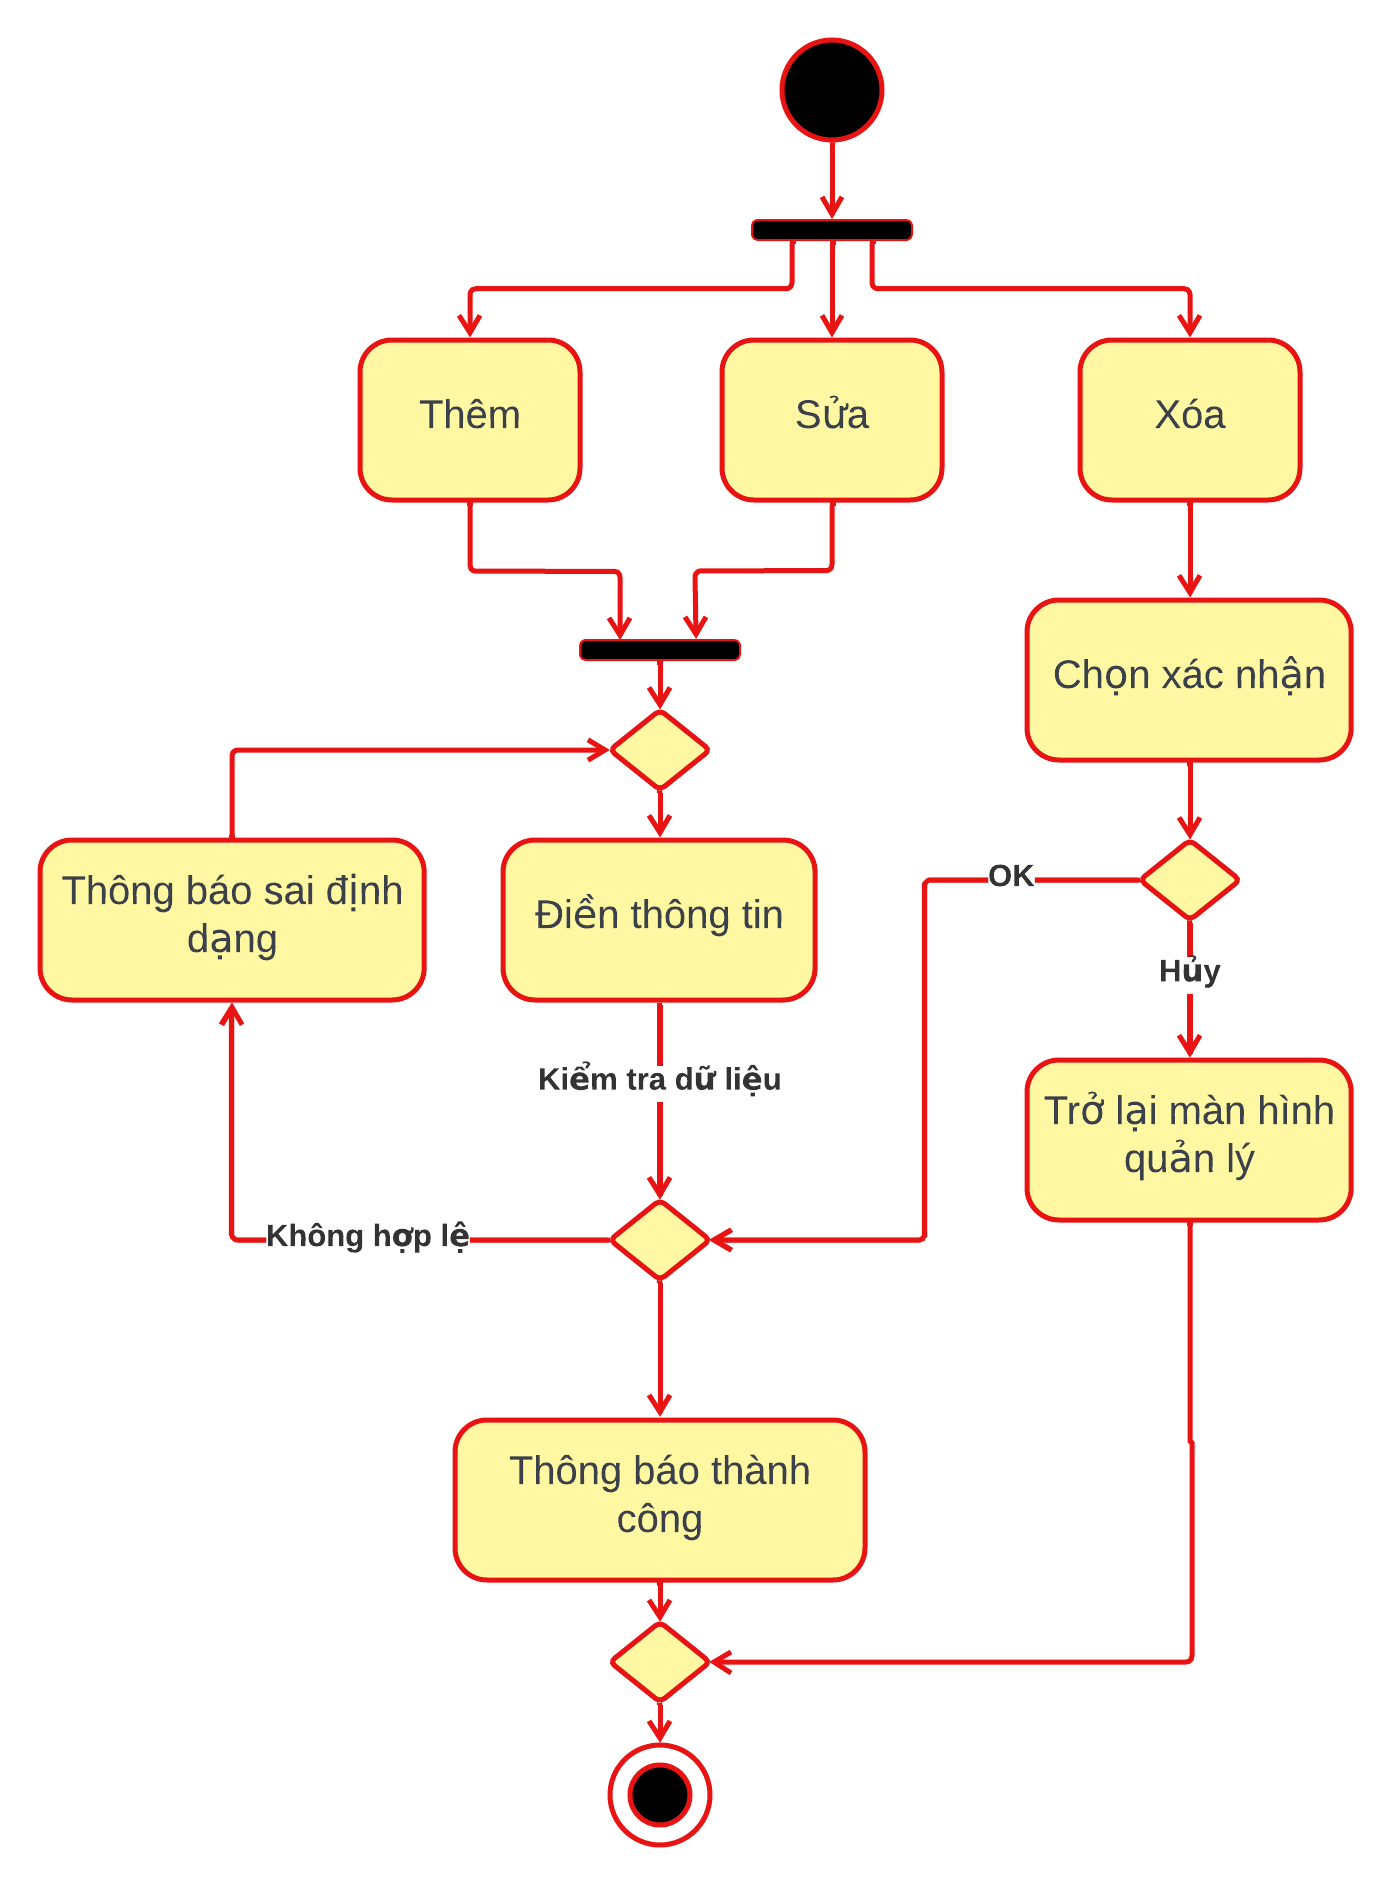 Thêm
Sửa
Xóa
Chọn xác nhận
Thông báo sai định
dạng
Điền thông tin
OK
Hủy
Kiểm tra dữ liệu
Trở lại màn hình
quản lý
Không hợp lệ
Thông báo thành
công